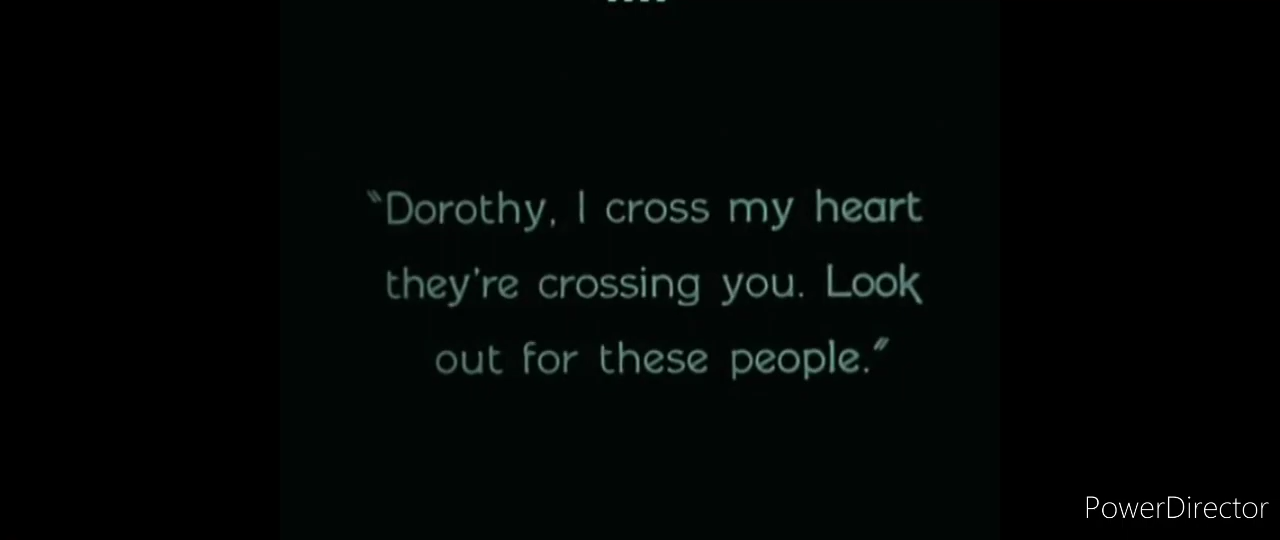 “Dorothy, I cross my heart
they're crossing you. Look
out for these people.”
PowerDirector